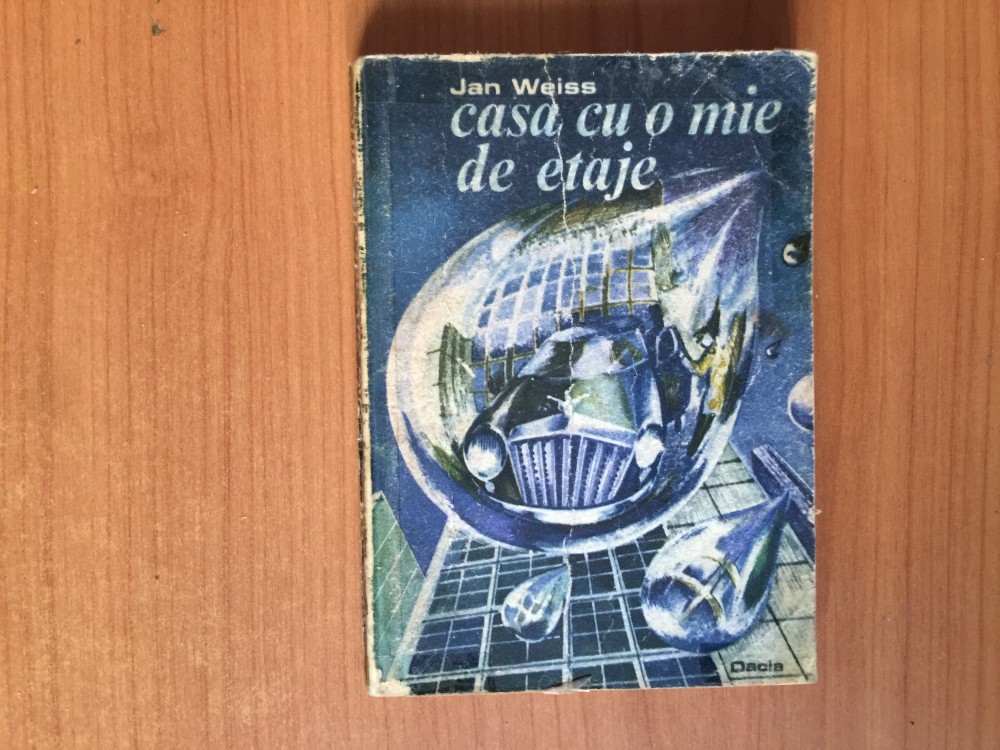 Jan Weiss
casa cu o mie
de etaje
Dacia